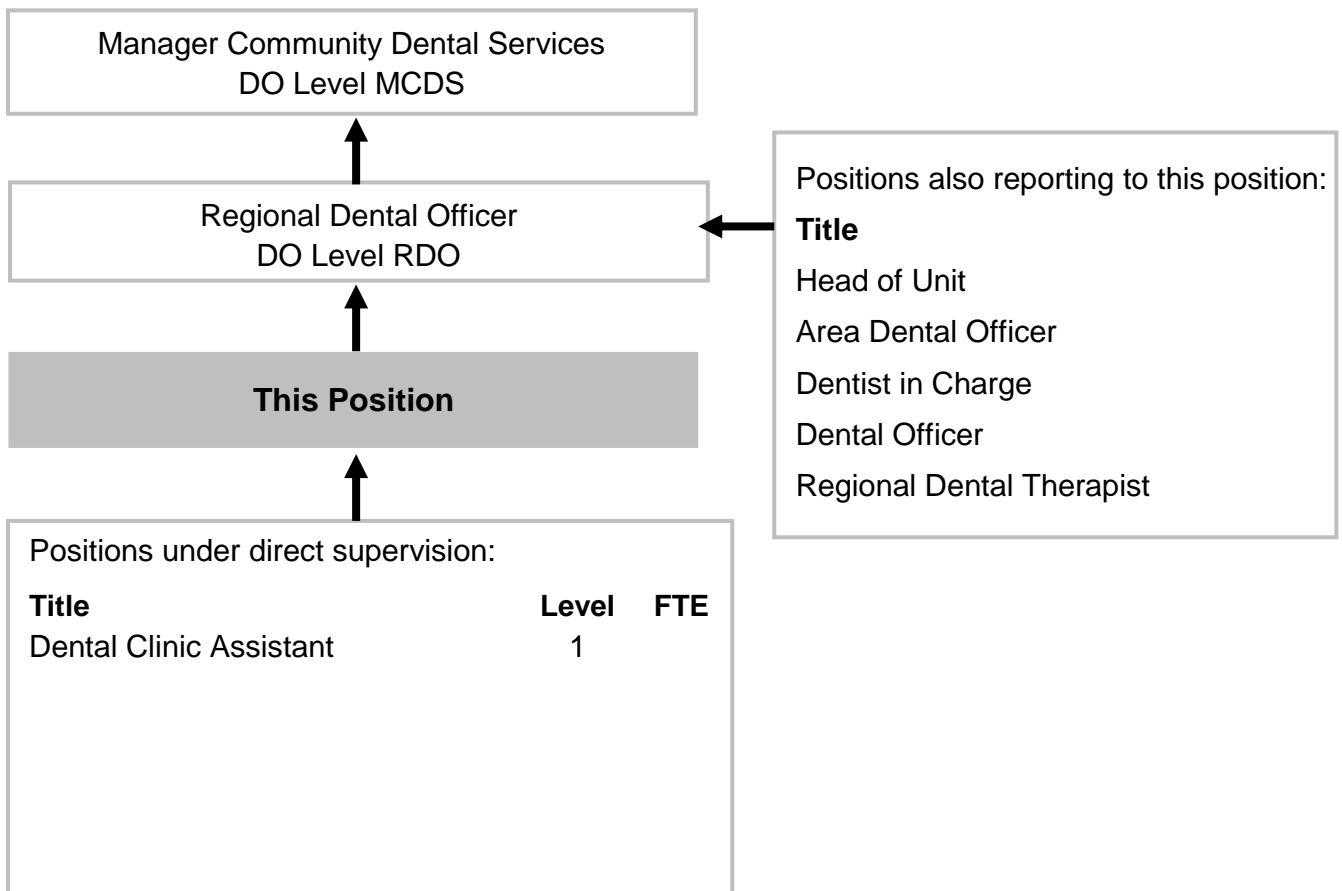 Manager Community Dental Services
DO Level MCDS
Regional Dental Officer
DO Level RDO
Positions also reporting to this position:
Title
Head of Unit
Area Dental Officer
Dentist in Charge
Dental Officer
Regional Dental Therapist
This Position
Positions under direct supervision:
Title Level FTE
Dental Clinic Assistant 1